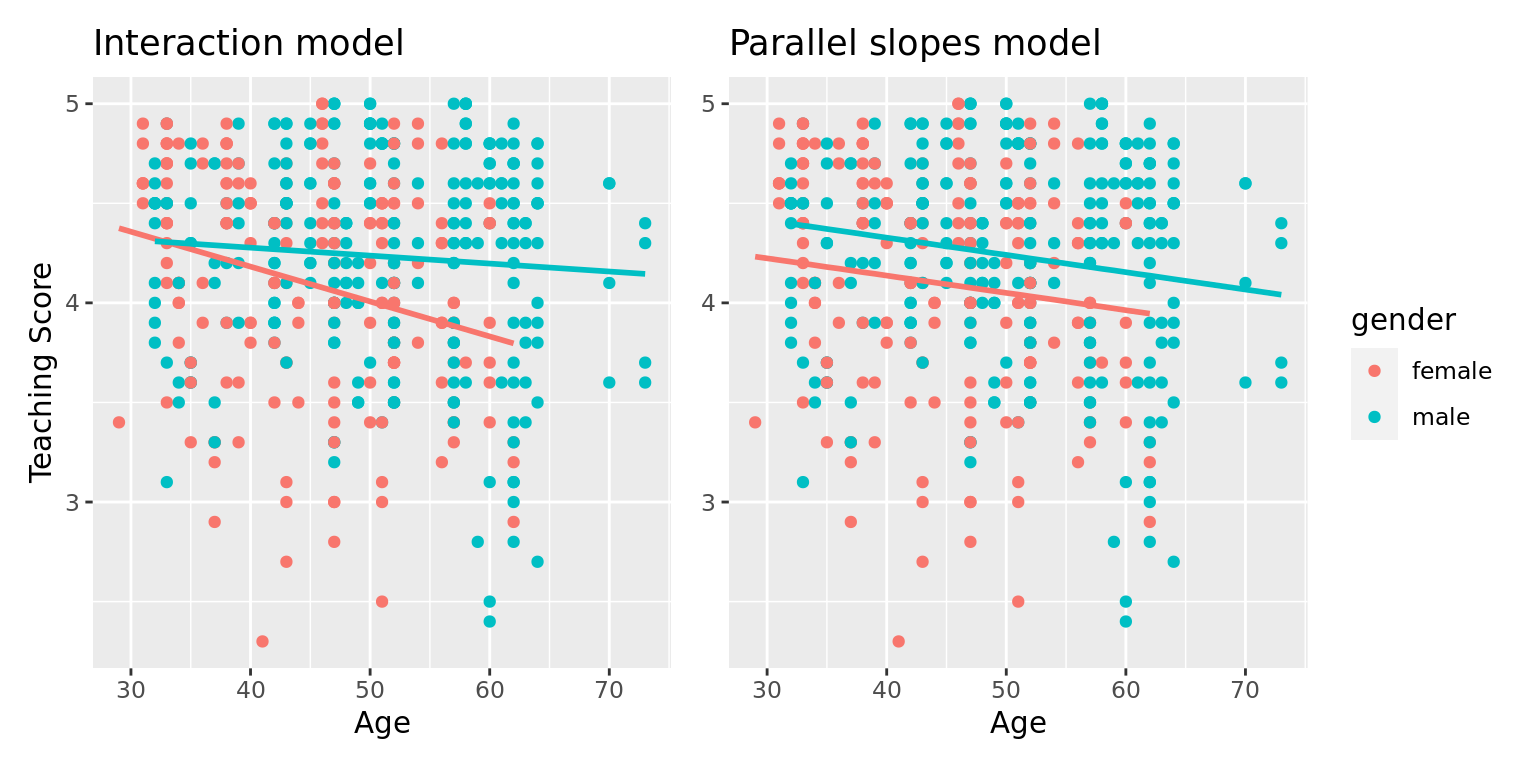 Interaction model
Parallel slopes model
Teaching Score
5
4
3
30 40 50 60 70
Age
5
4
3
30 40 50 60 70
Age
gender
female
male